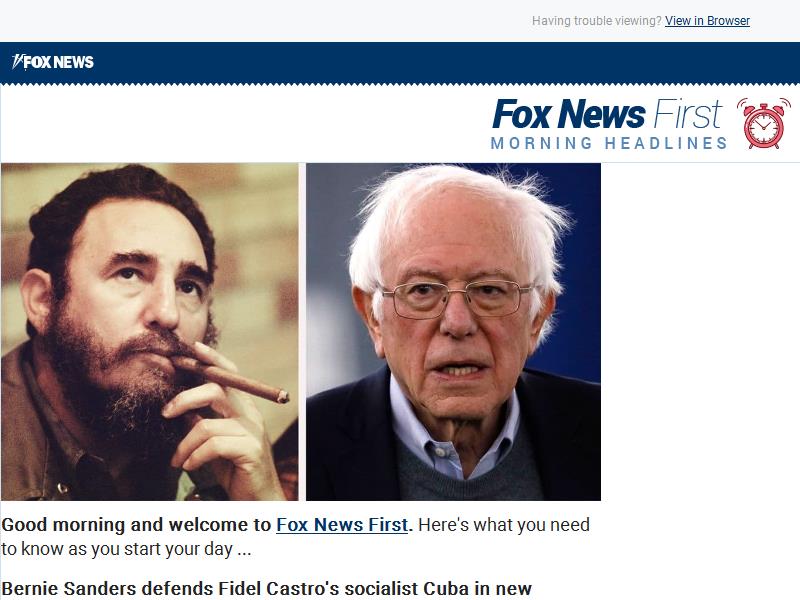 Having trouble viewing? View in Browser
FOX NEWS
Fox News First
MORNING HEADLINES
Good morning and welcome to Fox News First. Here's what you need
to know as you start your day ...
Bernie Sanders defends Fidel Castro's socialist Cuba in new